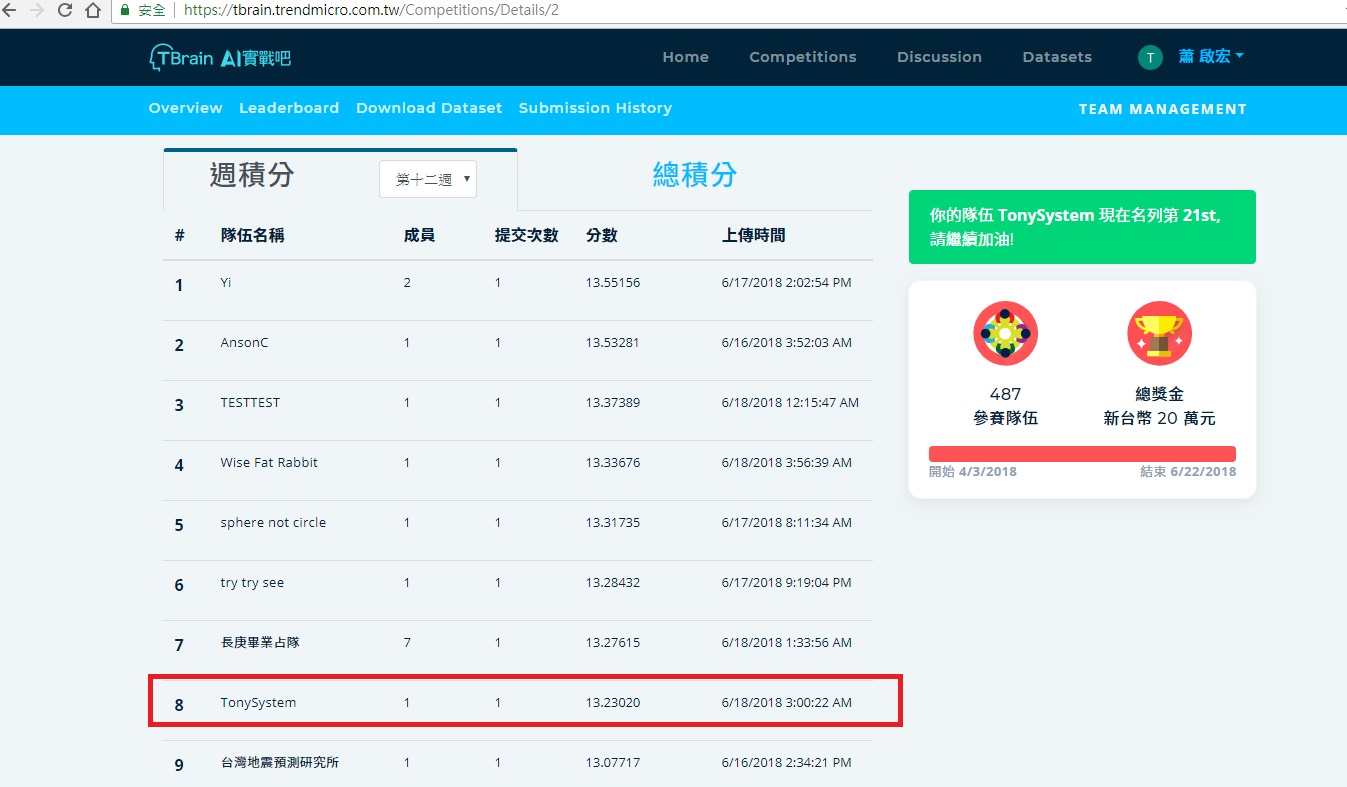 安全 https://tbrain.trendmicro.com.tw/Competitions/Details/2
TBrain AI實戰吧 Home Competitions Discussion Datasets T 蕭 啟宏
Overview Leaderboard Download Dataset Submission History TEAM MANAGEMENT
週積分 第十二週 總積分
# 隊伍名稱 成員 提交次數 分數 上傳時間
1 Yi 2 1 13.55156 6/17/2018 2:02:54 PM
2 AnsonC 1 1 13.53281 6/16/2018 3:52:03 AM
3 TESTTEST 1 1 13.37389 6/18/2018 12:15:47 AM
4 Wise Fat Rabbit 1 1 13.33676 6/18/2018 3:56:39 AM
5 sphere not circle 1 1 13.31735 6/17/2018 8:11:34 AM
6 try try see 1 1 13.28432 6/17/2018 9:19:04 PM
7 長庚畢業占隊 7 1 13.27615 6/18/2018 1:33:56 AM
8 TonySystem 1 1 13.23020 6/18/2018 3:00:22 AM
9 台灣地震預測研究所 1 1 13.07717 6/16/2018 2:34:21 PM
你的隊伍 TonySystem 現在名列第 21st,
請繼續加油!
487
參賽隊伍
總獎金
新台幣 20 萬元
開始 4/3/2018 結束 6/22/2018